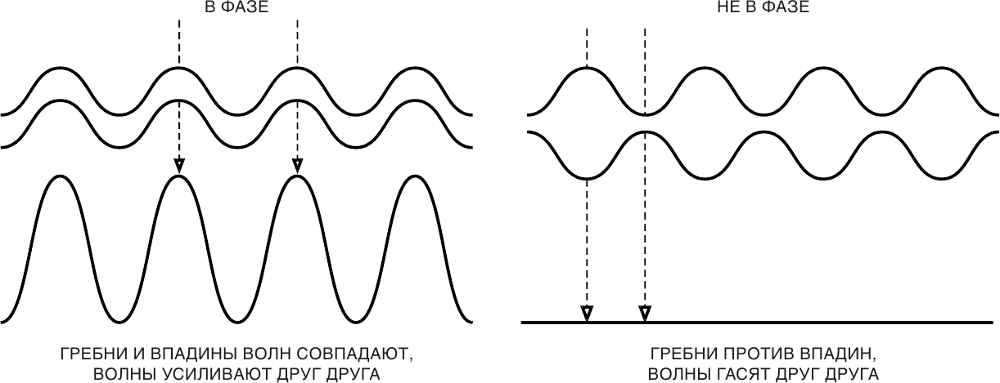 В ФАЗЕ
НЕ В ФАЗЕ
ГРЕБНИ И ВПАДИНЫ ВОЛН СОВПАДАЮТ,
ВОЛНЫ УСИЛИВАЮТ ДРУГ ДРУГА
ГРЕБНИ ПРОТИВ ВПАДИН,
ВОЛНЫ ГАСЯТ ДРУГ ДРУГА